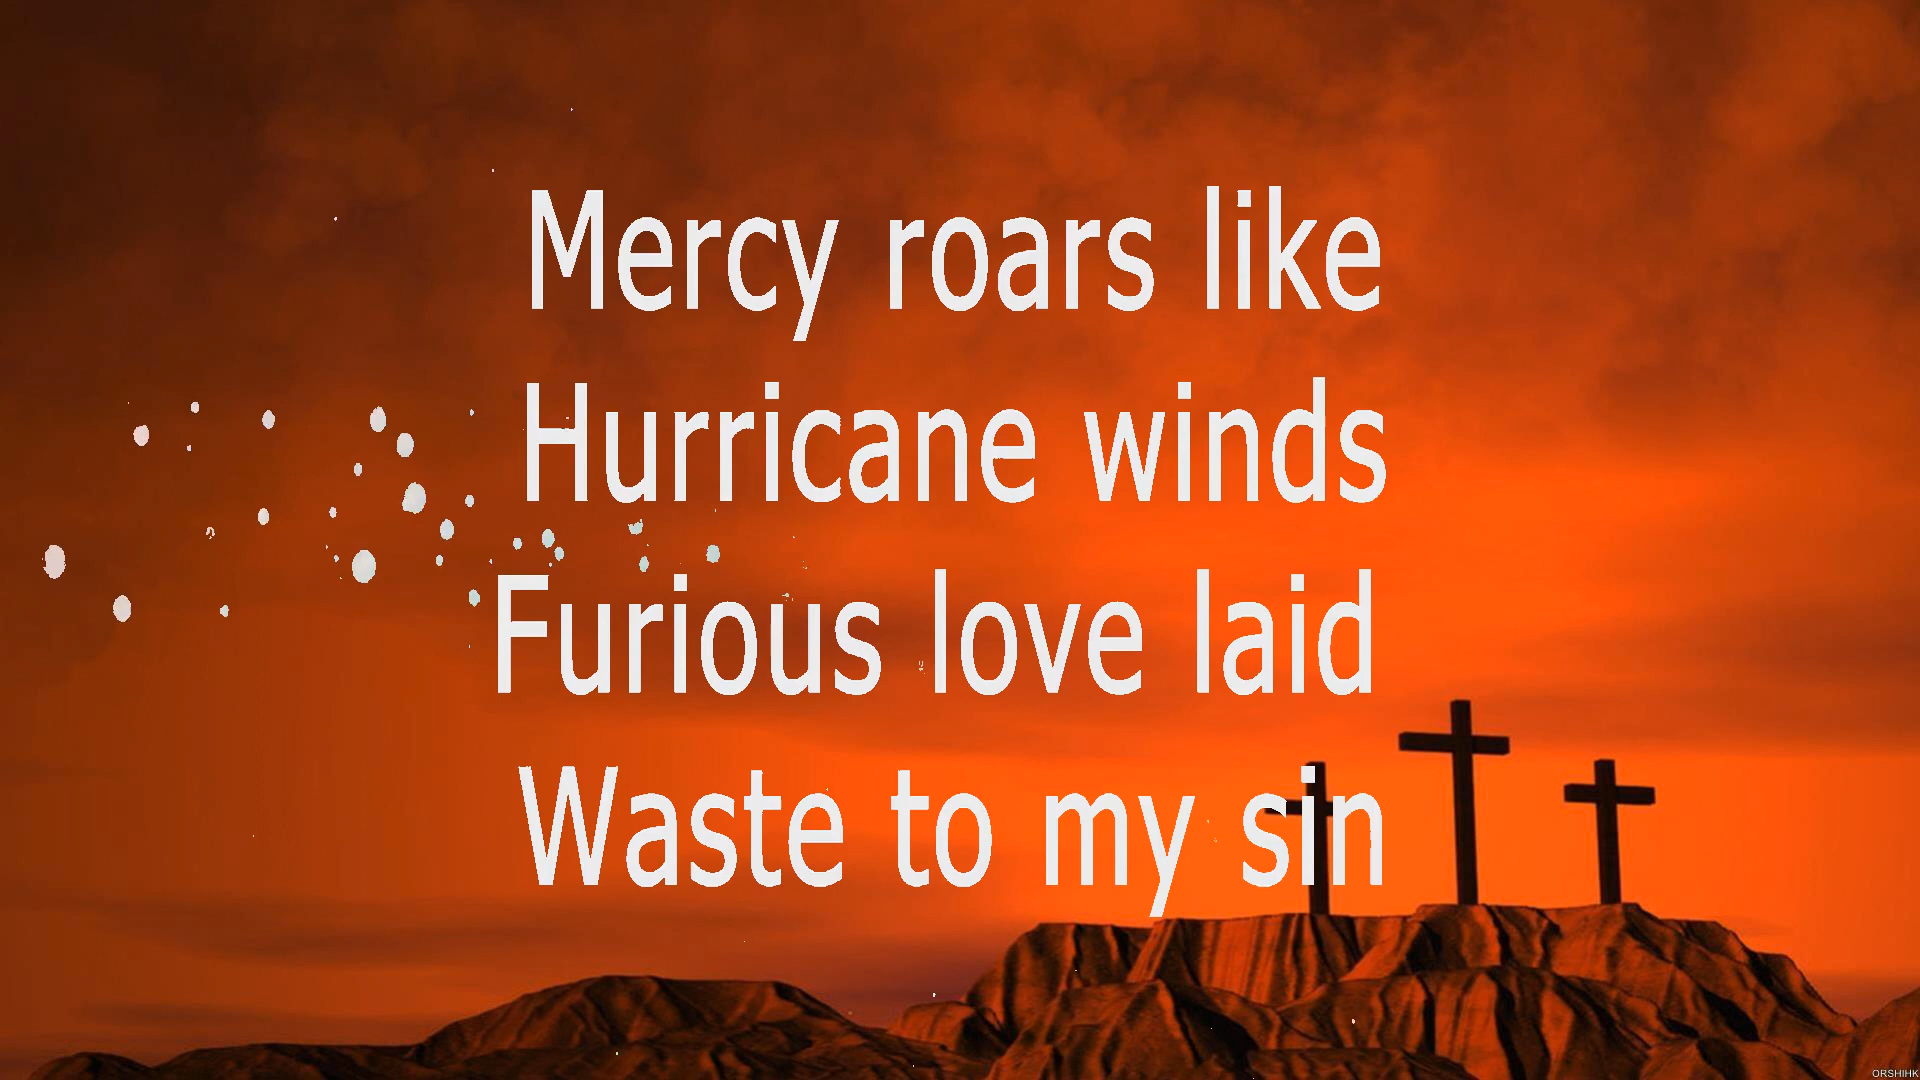 Mercy roars like
Hurricane winds
Furious love laid
Waste to my sin
ORSHIHK